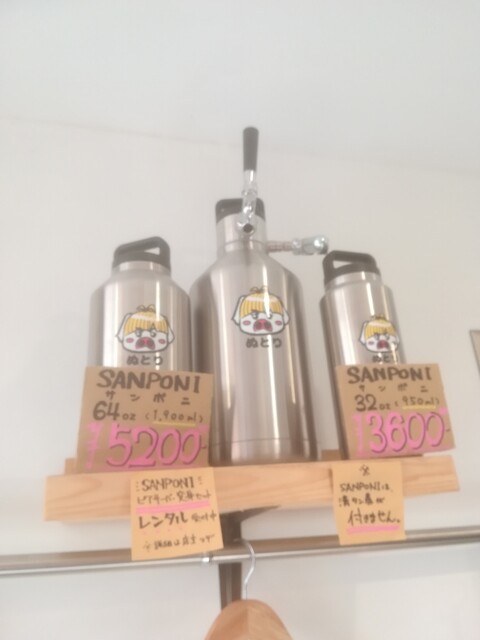 ぬとり
ぬとり
ぬとり
SANPONI
サンポニ
64oz (1,900ml)
¥5200-
SANPONI
サンポニ
32oz (950ml)
¥3600-
SANPONI
レンタル
※
SANPONIは、
付きません。